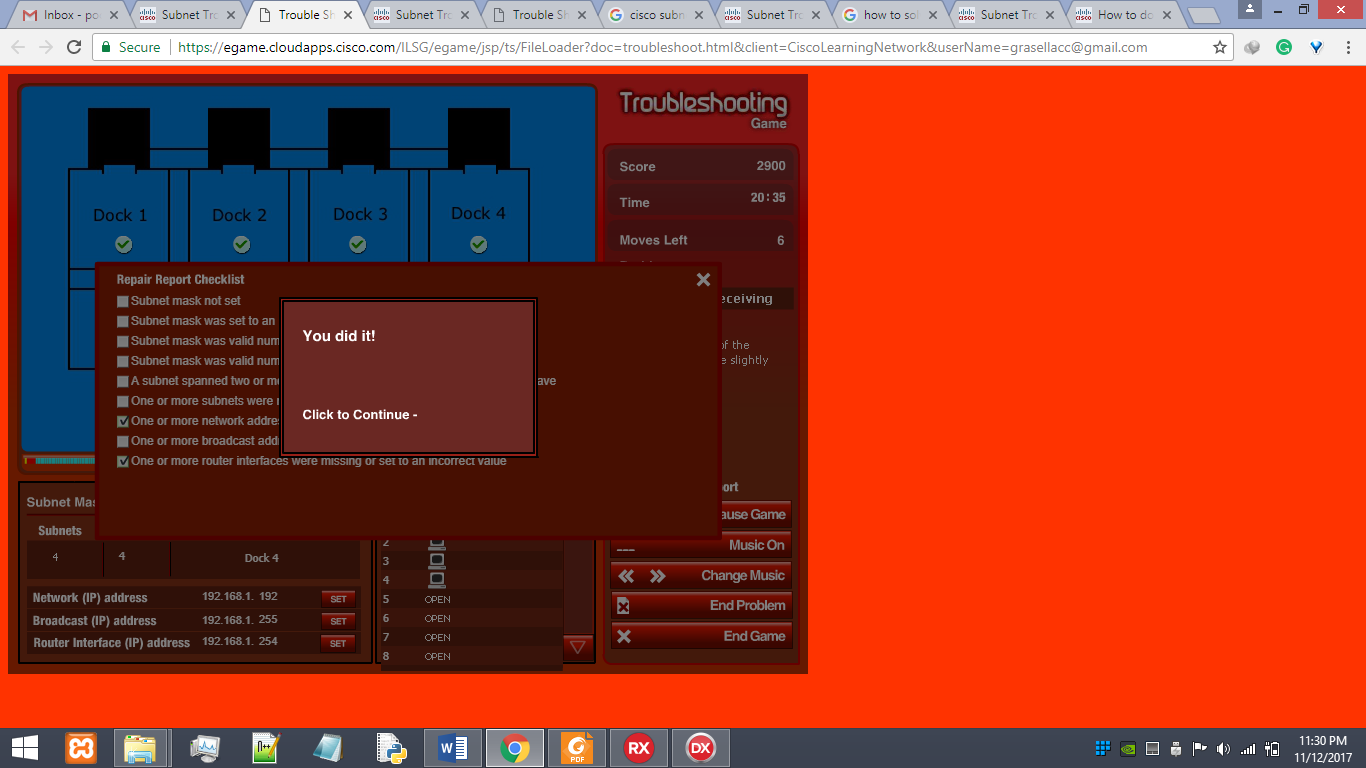 Inbox - po
Subnet Tro
Trouble Sh
Subnet Tro
Trouble Sh
cisco subn
Subnet Tro
how to sol
Subnet Tro
How to do
Secure
https://egame.cloudapps.cisco.com/ILSG/egame/jsp/ts/FileLoader?doc=troubleshoot.html&client=CiscoLearningNetwork&userName=grasellacc@gmail.com
Dock 1
Dock 2
Dock 3
Dock 4
Troubleshooting
Game
Score 2900
Time 20:35
Moves Left 6
eceiving
of the
e slightly
Repair Report Checklist
Subnet mask not set
Subnet mask was set to an
Subnet mask was valid num
Subnet mask was valid num
A subnet spanned two or mo
ave
One or more subnets were
One or more network addre
One or more broadcast add
One or more router interfaces were missing or set to an incorrect value
You did it!
Click to Continue -
Subnet Mas
Subnets
4 4 Dock 4
Network (IP) address 192.168.1. 192 SET
Broadcast (IP) address 192.168.1. 255 SET
Router Interface (IP) address 192.168.1. 254 SET
2
3
4
5 OPEN
6 OPEN
7 OPEN
8 OPEN
ort
ause Game
Music On
Change Music
End Problem
End Game
RX
DX
PDF
11:30 PM
11/12/2017